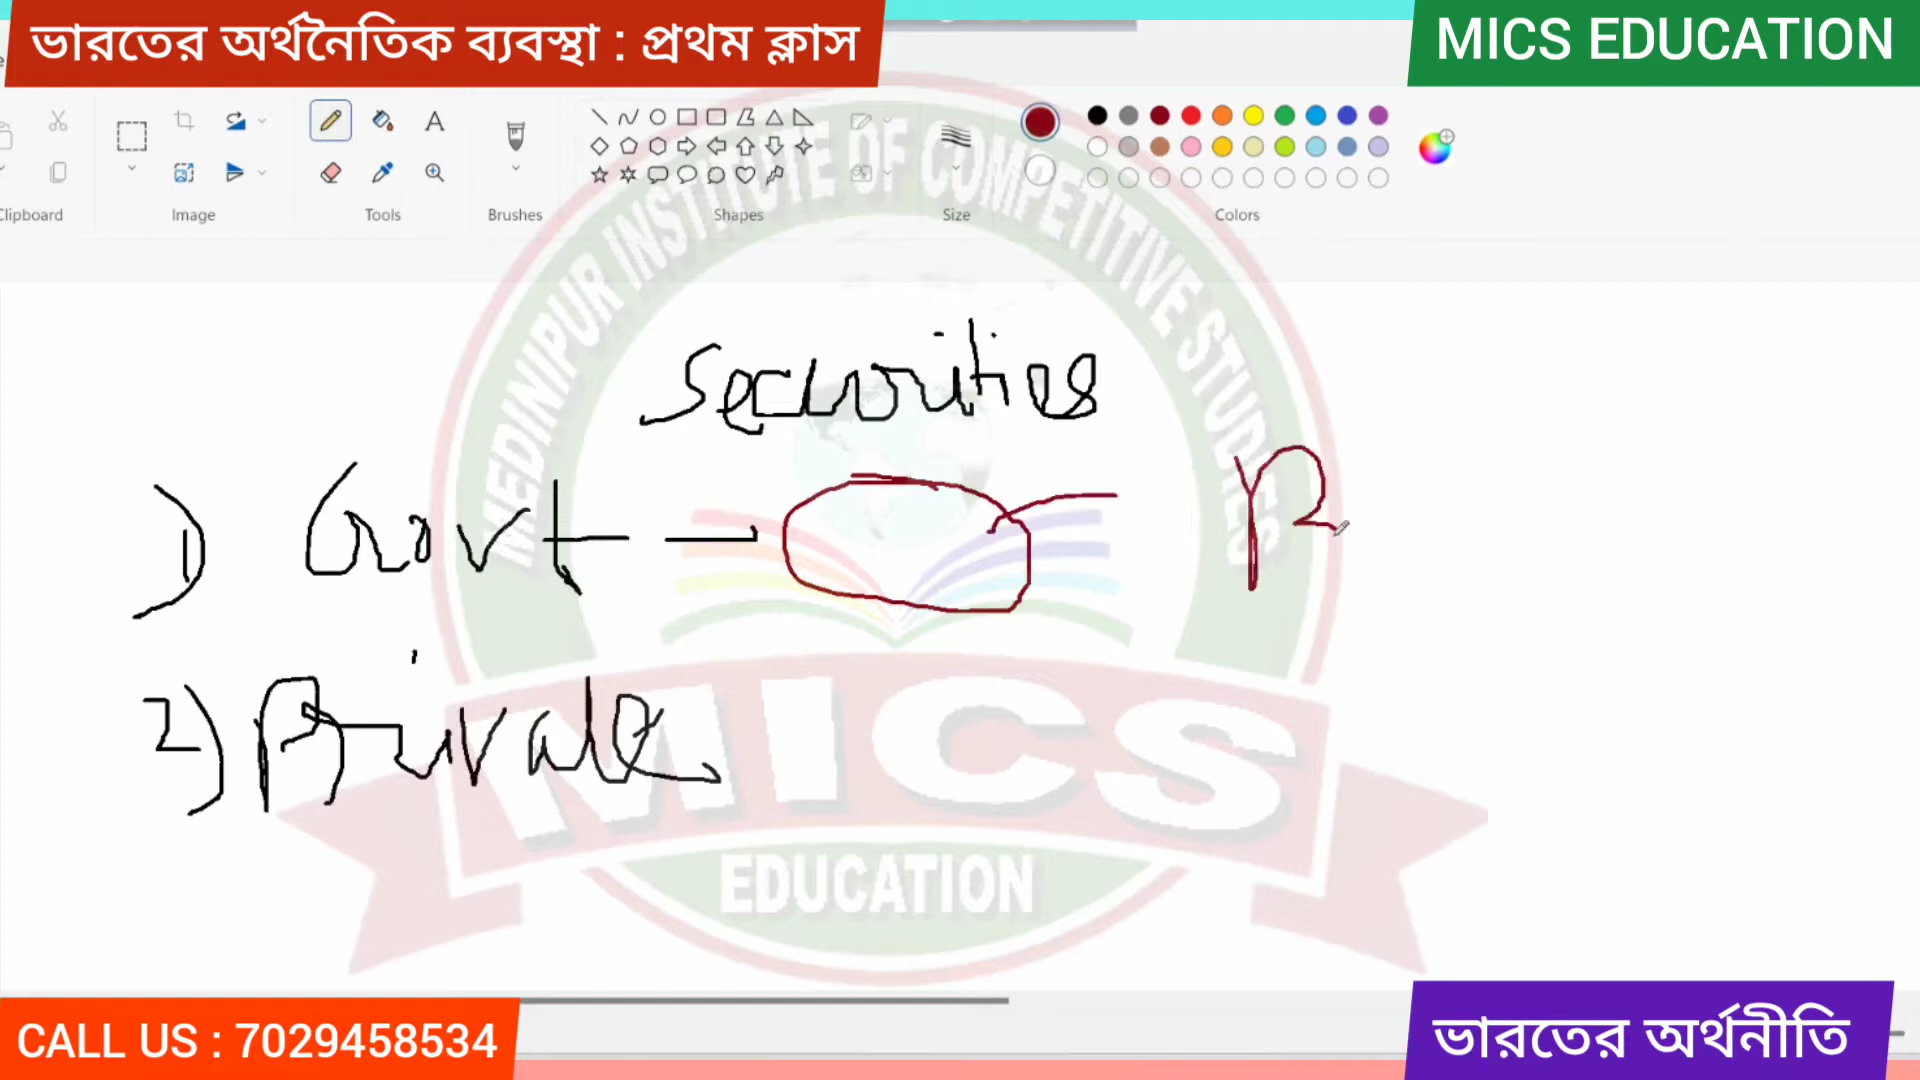 ভারতের অর্থনৈতিক ব্যবস্থা : প্রথম ক্লাস
MICS EDUCATION
Clipboard
Image
Tools
Brushes
Shapes
Size
Colors
MEDINIPUR INSTITUTE OF COMPETITIVE STUDIES
Securities
1) Govt —
2) Private
MICS
EDUCATION
CALL US : 7029458534
ভারতের অর্থনীতি